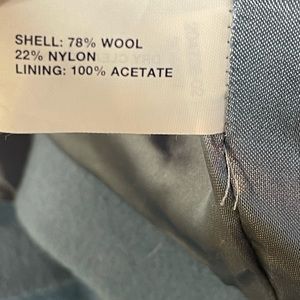 SHELL: 78% WOOL
22% NYLON
LINING: 100% ACETATE